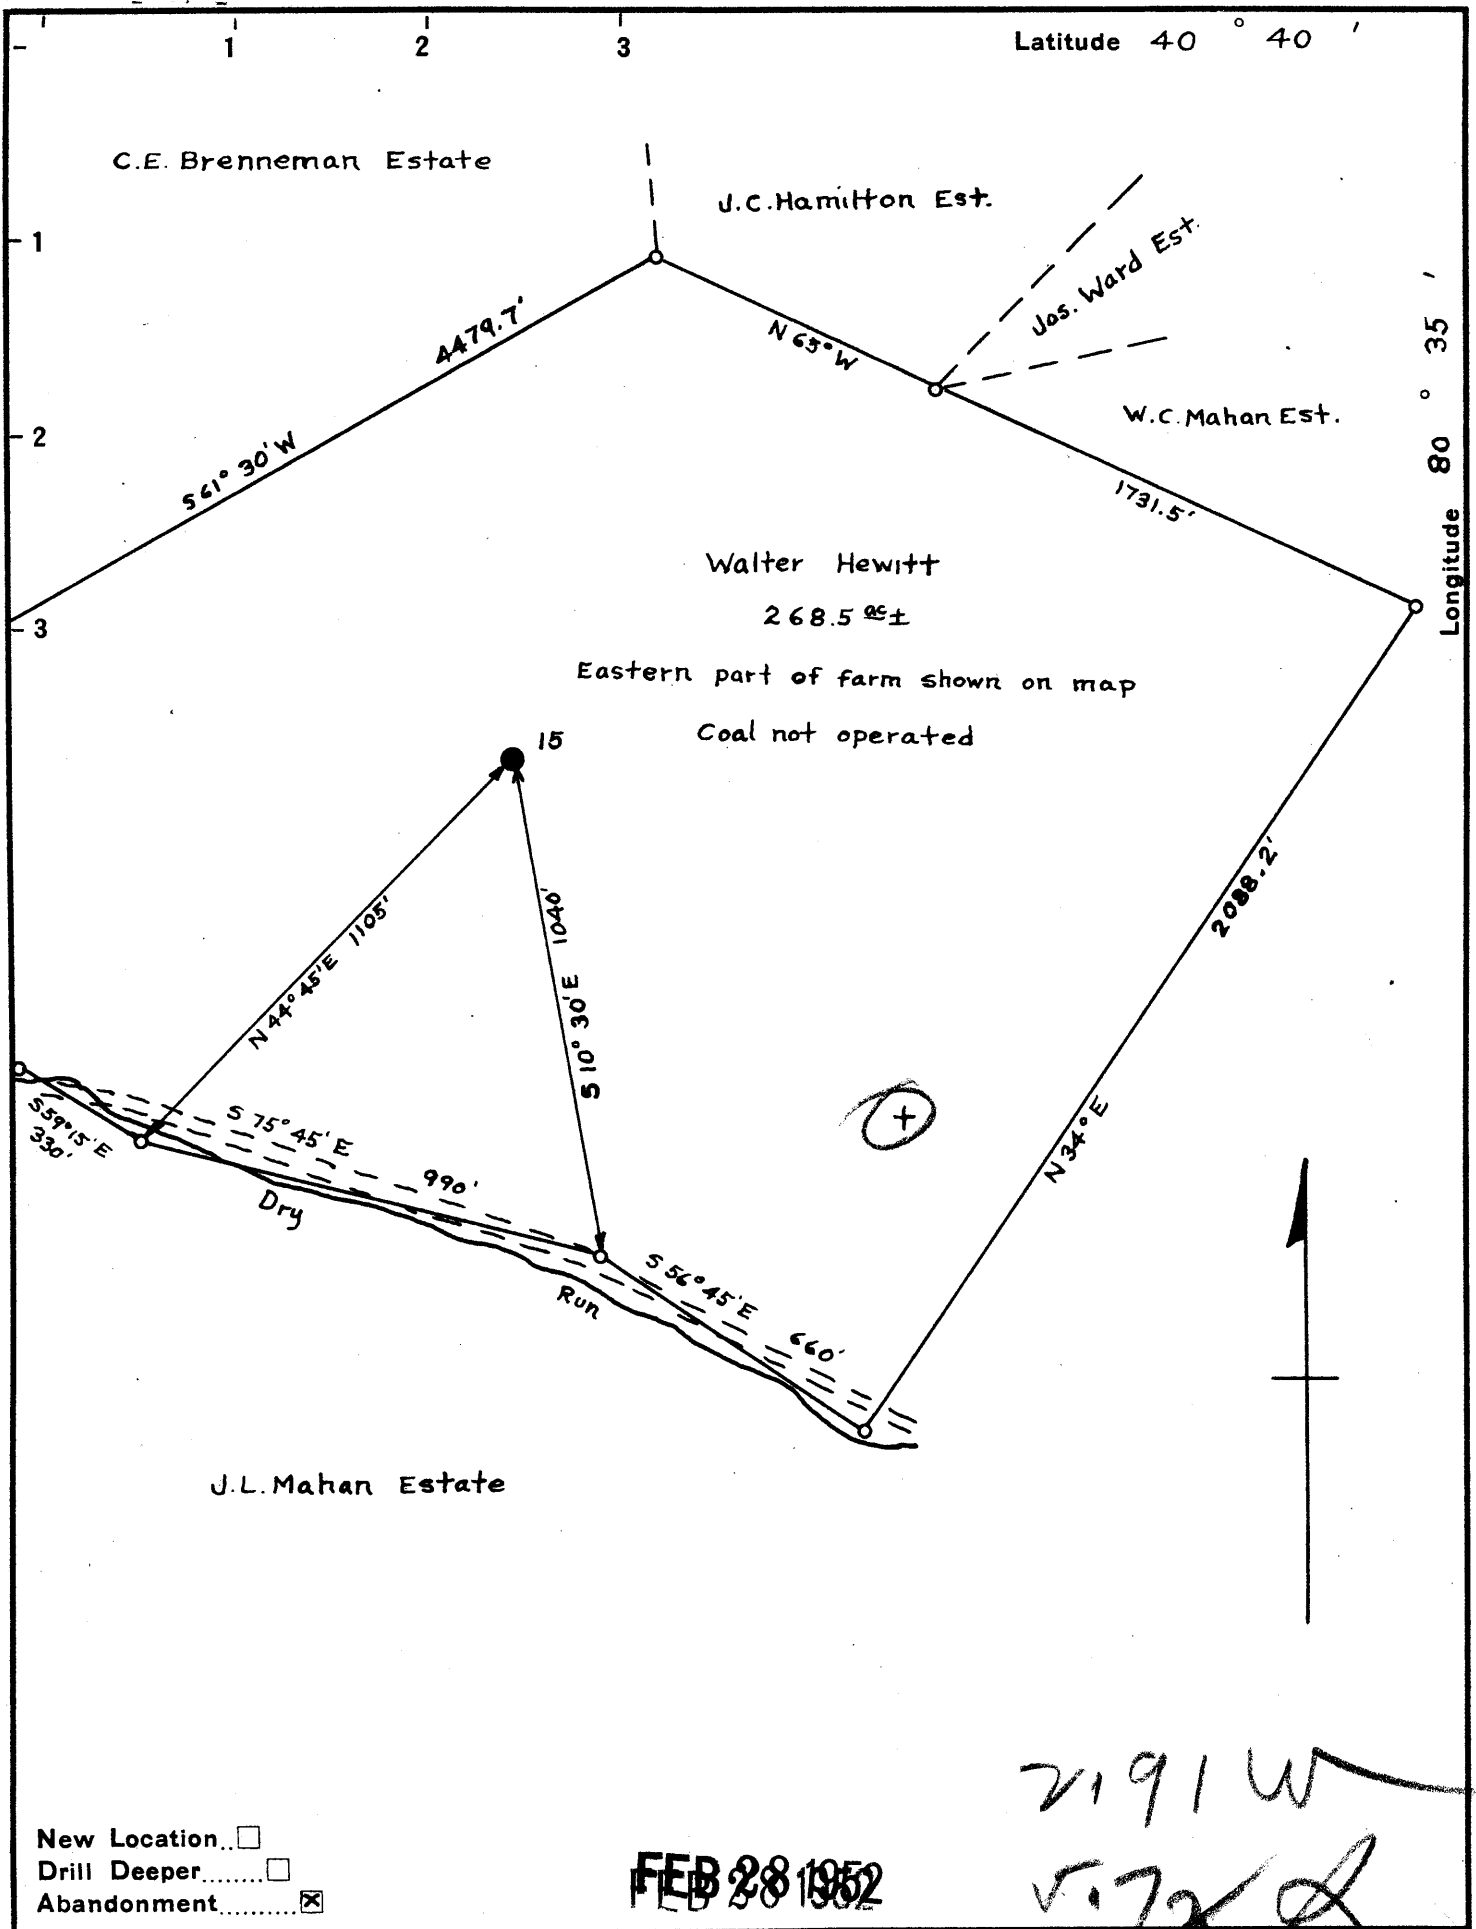 1 2 3
Latitude 40° 40'
C.E. Brenneman Estate
J.C. Hamilton Est.
Jos. Ward Est.
1
4479.7'
N 65° W
80° 35'
Longitude
W.C. Mahan Est.
2
S 61° 30' W
1731.5'
Walter Hewitt
268.5 ac ±
3
Eastern part of farm shown on map
Coal not operated
15
2088.2'
N 44° 45' E 1105'
S 10° 30' E 1040'
N 34° E
+
S 59° 15' E
330'
S 75° 45' E
990'
Dry
Run
S 56° 45' E
660'
J.L. Mahan Estate
2.91 W
New Location..☐
Drill Deeper........☐
Abandonment..........☒
FEB 28 1952